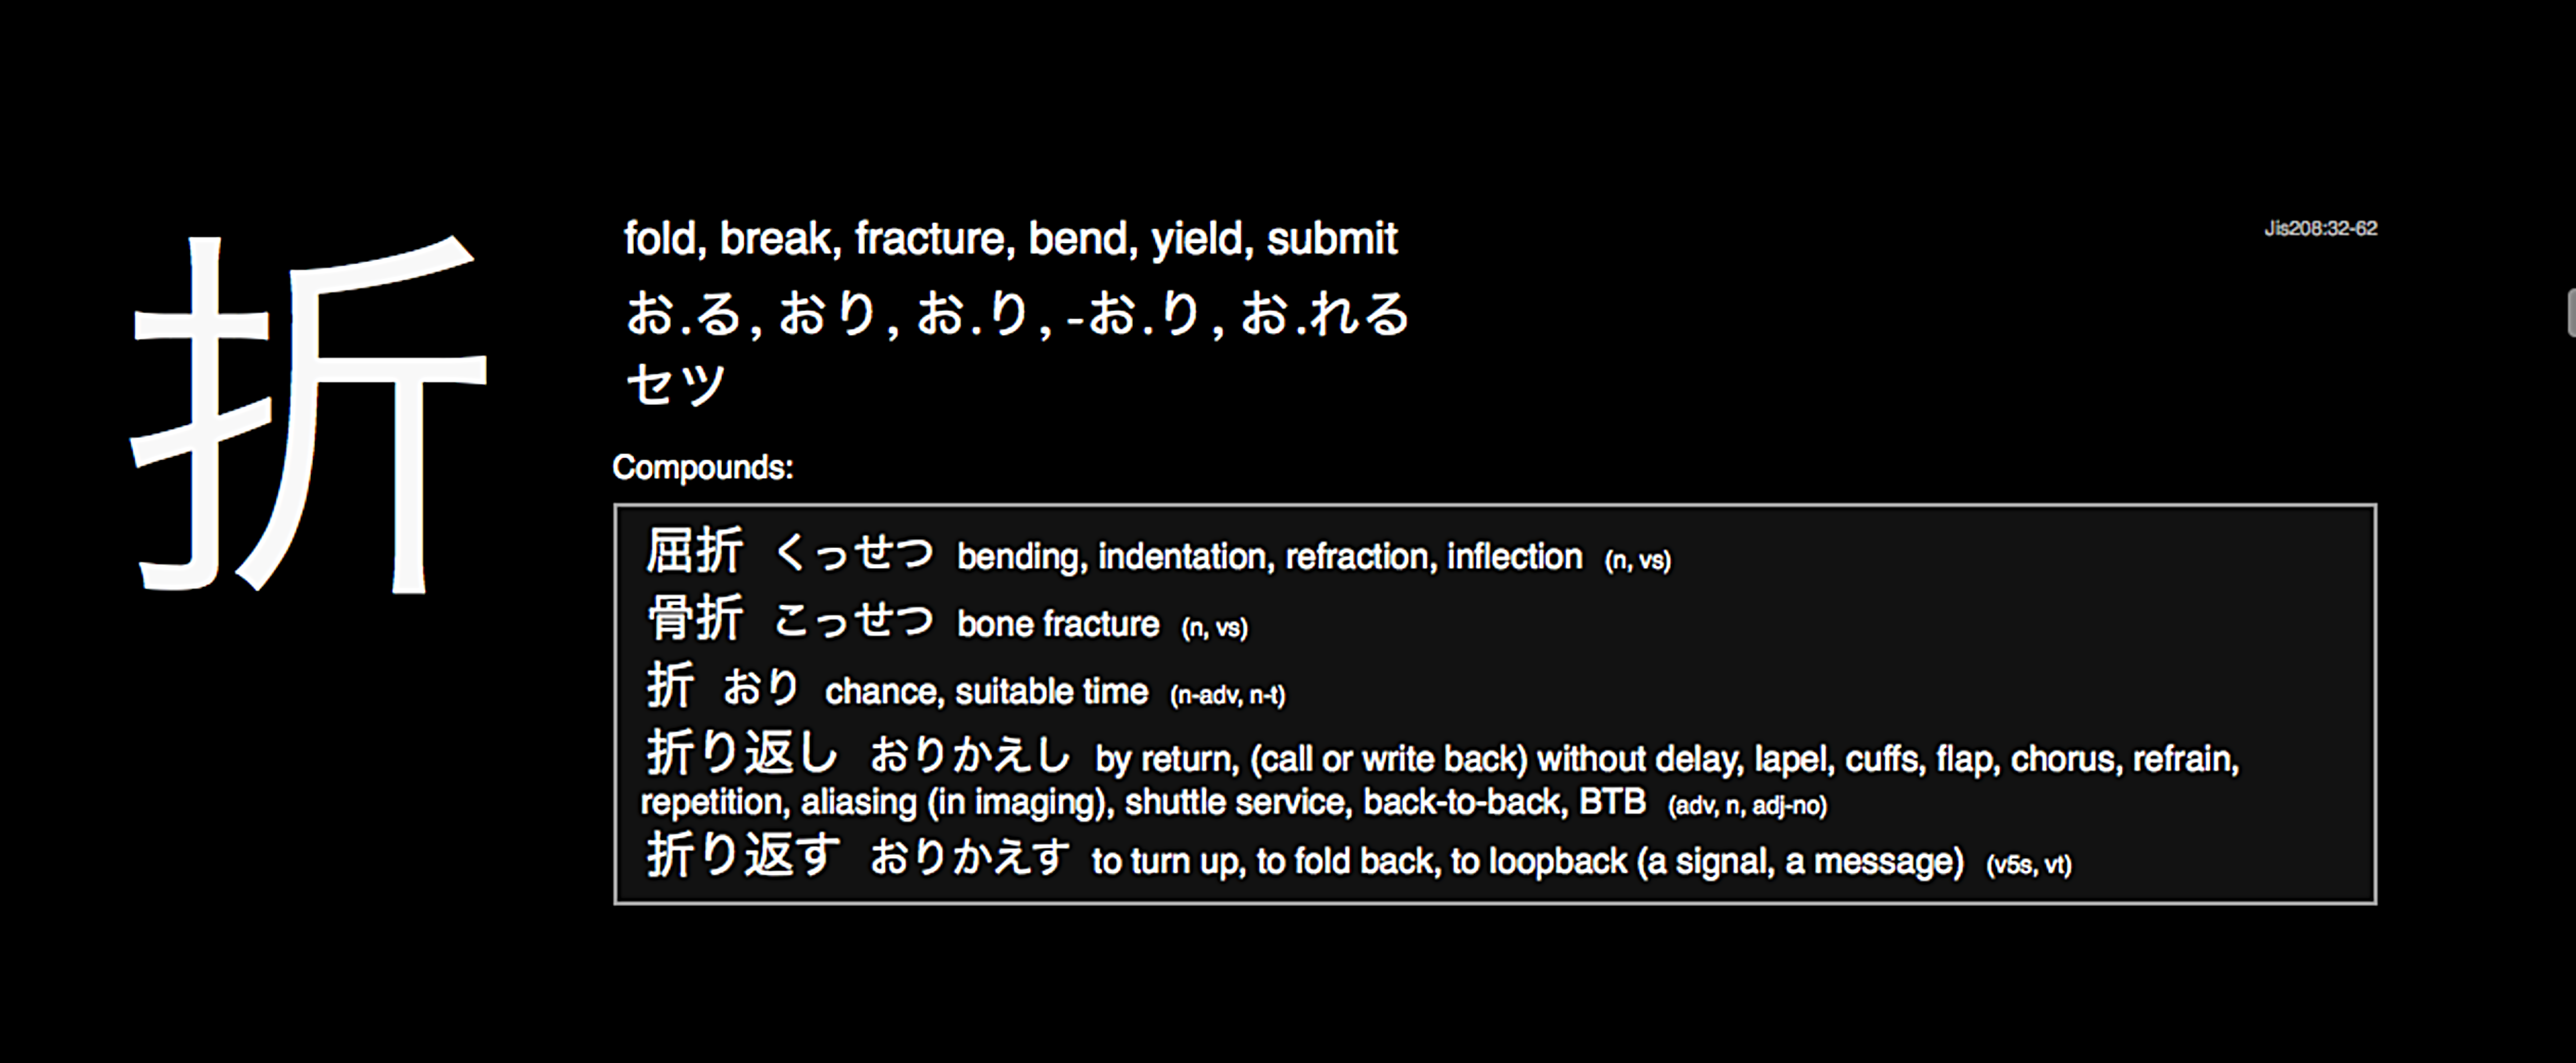 折
fold, break, fracture, bend, yield, submit
Jis208:32-62
お.る, おり, お.り, -お.り, お.れる
セツ
Compounds:
屈折 くっせつ bending, indentation, refraction, inflection (n, vs)
骨折 こっせつ bone fracture (n, vs)
折 おり chance, suitable time (n-adv, n-t)
折り返し おりかえし by return, (call or write back) without delay, lapel, cuffs, flap, chorus, refrain,
repetition, aliasing (in imaging), shuttle service, back-to-back, BTB (adv, n, adj-no)
折り返す おりかえす to turn up, to fold back, to loopback (a signal, a message) (v5s, vt)